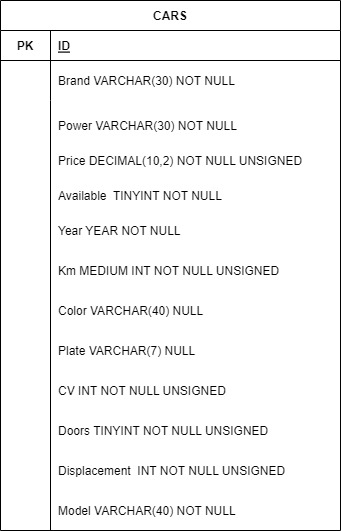 CARS
PK ID
Brand VARCHAR(30) NOT NULL
Power VARCHAR(30) NOT NULL
Price DECIMAL(10,2) NOT NULL UNSIGNED
Available  TINYINT NOT NULL
Year YEAR NOT NULL
Km MEDIUM INT NOT NULL UNSIGNED
Color VARCHAR(40) NULL
Plate VARCHAR(7) NULL
CV INT NOT NULL UNSIGNED
Doors TINYINT NOT NULL UNSIGNED
Displacement  INT NOT NULL UNSIGNED
Model VARCHAR(40) NOT NULL